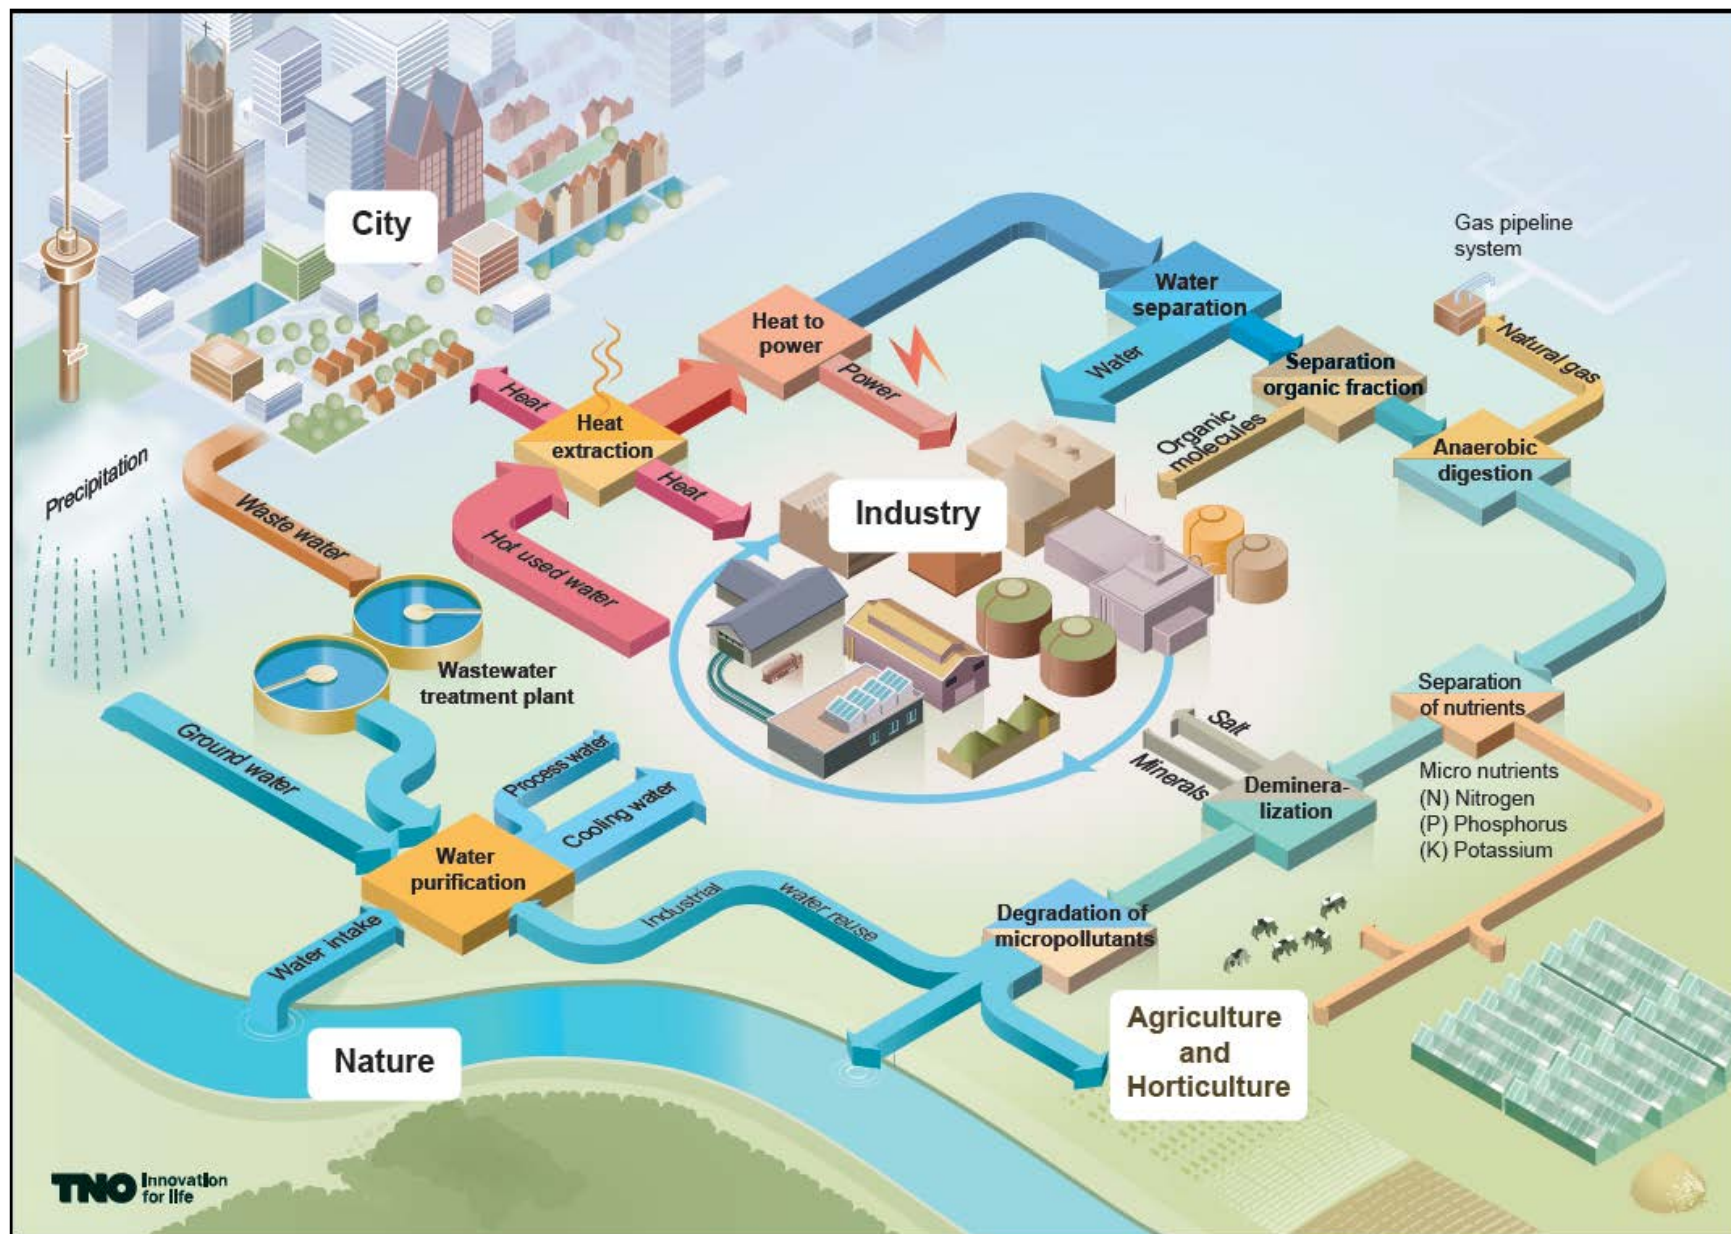 City
Gas pipeline
system
Water
separation
Heat to
power
Natural gas
Water
Separation
organic fraction
Power
Heat
Heat
extraction
Organic
molecules
Anaerobic
digestion
Precipitation
Waste water
Heat
Industry
Hot used water
Wastewater
treatment plant
Separation
of nutrients
Ground water
Salt
Minerals
Process water
Cooling water
Deminera-
lization
Micro nutrients
(N) Nitrogen
(P) Phosphorus
(K) Potassium
Water
purification
Industrial water reuse
Degradation of
micropollutants
Water intake
Agriculture
and
Horticulture
Nature
TNO innovation
for life